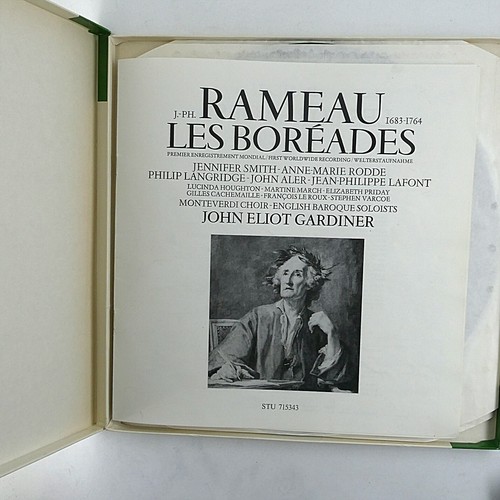 J.-PH. RAMEAU 1683-1764
LES BORÉADES
PREMIER ENREGISTREMENT MONDIAL/FIRST WORLDWIDE RECORDING/WELTERSTAUFNAHME
JENNIFER SMITH·ANNE-MARIE RODDE
PHILIP LANGRIDGE·JOHN ALER·JEAN-PHILIPPE LAFONT
LUCINDA HOUGHTON·MARTINE MARCH·ELIZABETH PRIDAY
GILLES CACHEMAILLE·FRANÇOIS LE ROUX·STEPHEN VARCOE
MONTEVERDI CHOIR·ENGLISH BAROQUE SOLOISTS
JOHN ELIOT GARDINER
STU 715343